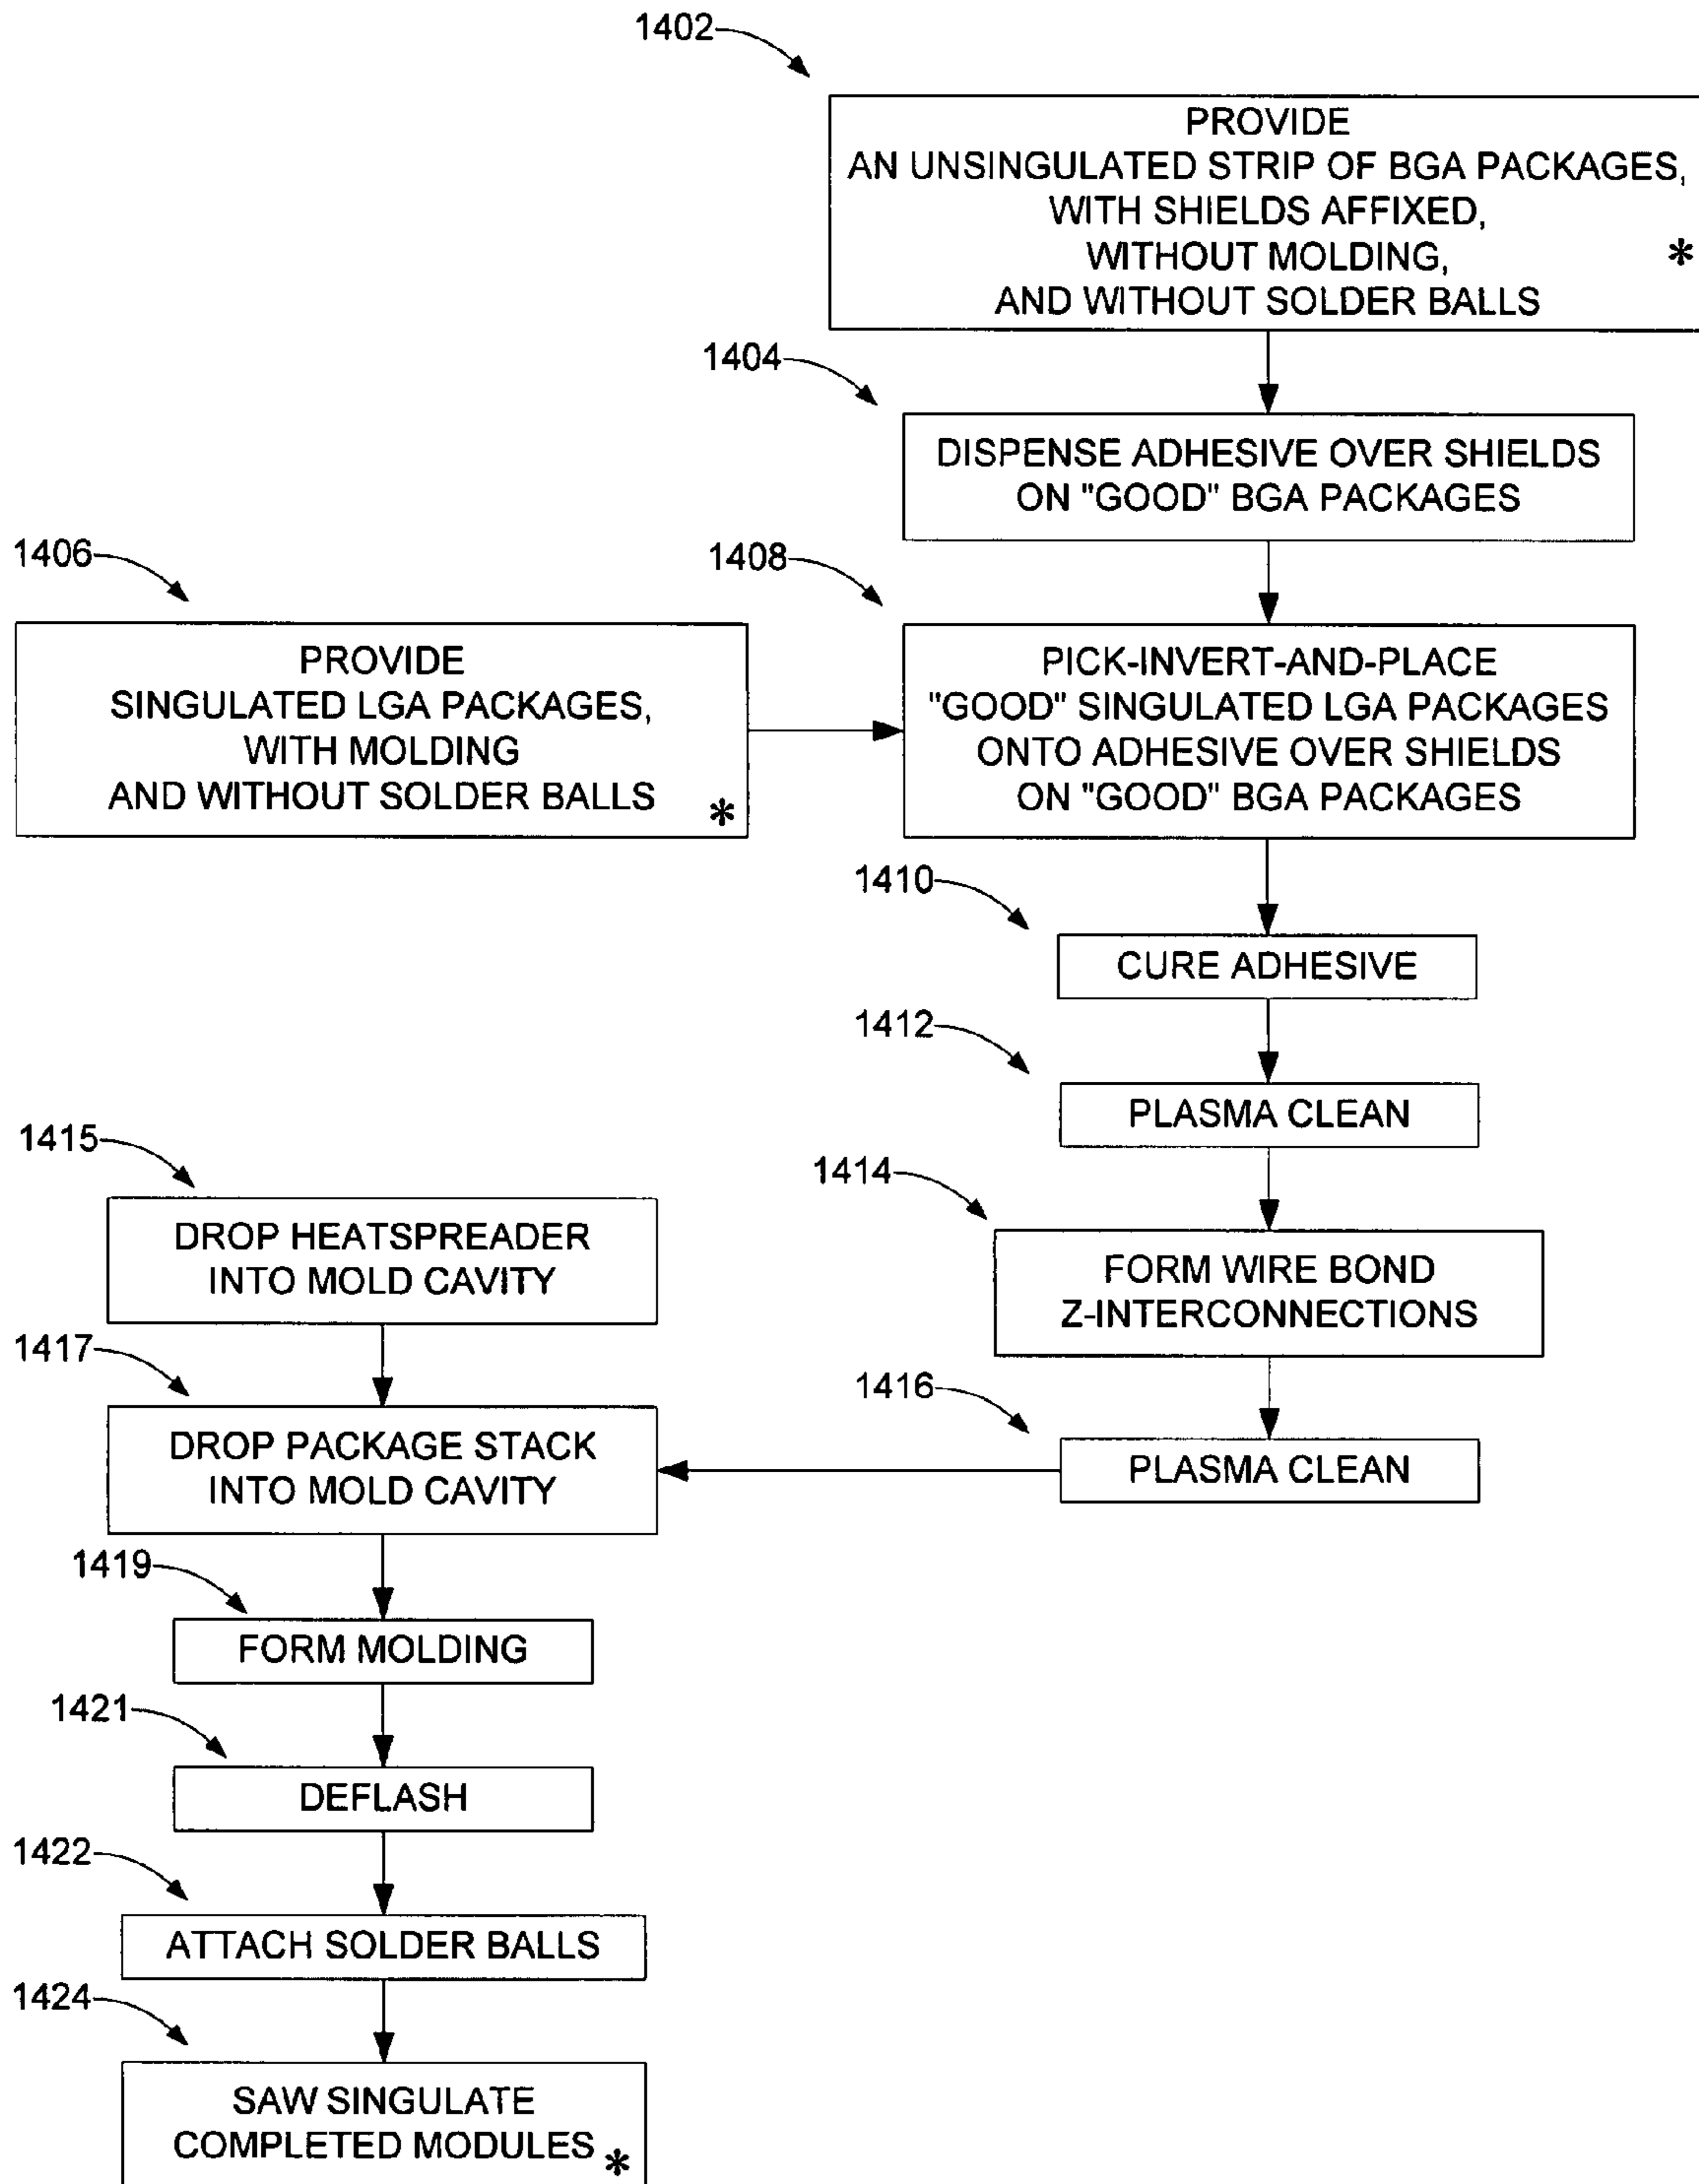 1402
PROVIDE
AN UNSINGULATED STRIP OF BGA PACKAGES,
WITH SHIELDS AFFIXED,
WITHOUT MOLDING,
AND WITHOUT SOLDER BALLS
*
1404
DISPENSE ADHESIVE OVER SHIELDS
ON "GOOD" BGA PACKAGES
1406
PROVIDE
SINGULATED LGA PACKAGES,
WITH MOLDING
AND WITHOUT SOLDER BALLS
*
1408
PICK-INVERT-AND-PLACE
"GOOD" SINGULATED LGA PACKAGES
ONTO ADHESIVE OVER SHIELDS
ON "GOOD" BGA PACKAGES
1410
CURE ADHESIVE
1412
PLASMA CLEAN
1414
FORM WIRE BOND
Z-INTERCONNECTIONS
1416
PLASMA CLEAN
1415
DROP HEATSPREADER
INTO MOLD CAVITY
1417
DROP PACKAGE STACK
INTO MOLD CAVITY
1419
FORM MOLDING
1421
DEFLASH
1422
ATTACH SOLDER BALLS
1424
SAW SINGULATE
COMPLETED MODULES
*